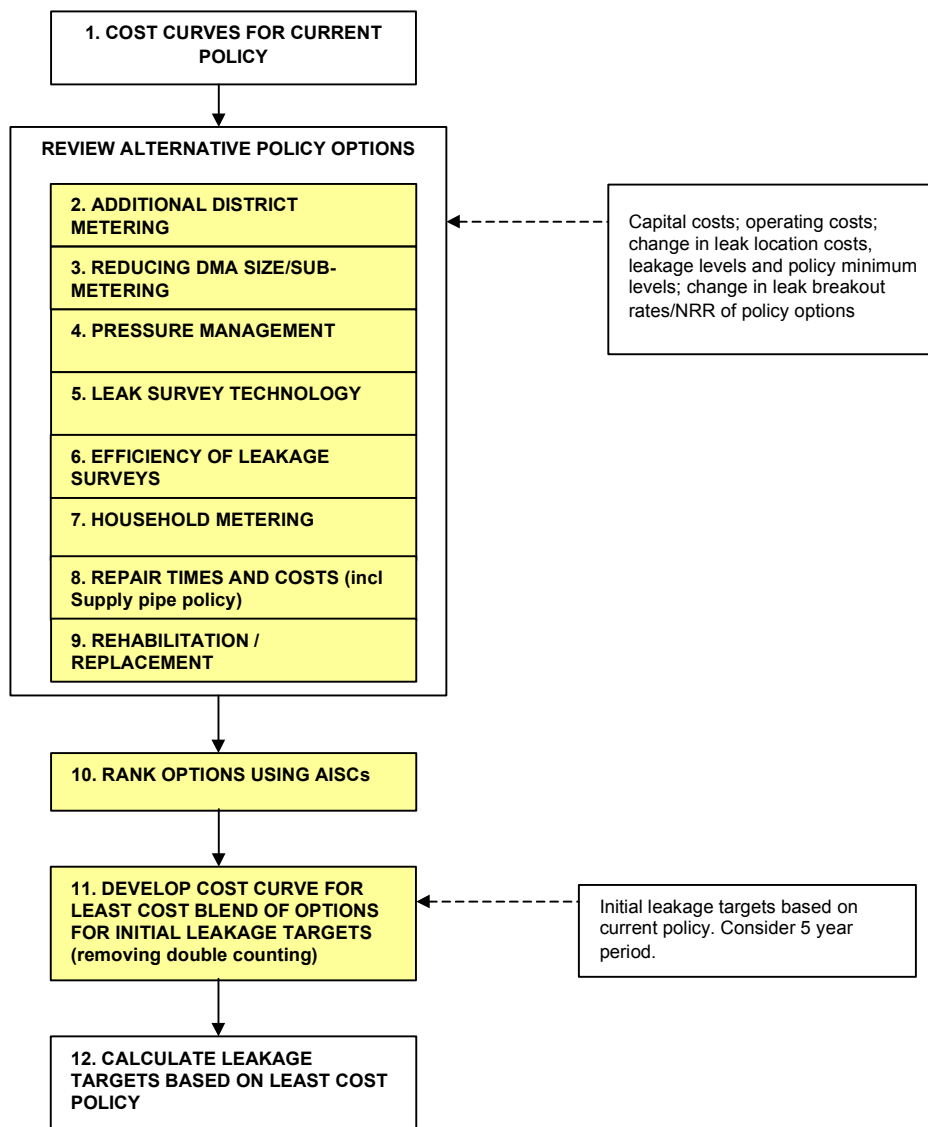 1. COST CURVES FOR CURRENT
POLICY
REVIEW ALTERNATIVE POLICY OPTIONS
2. ADDITIONAL DISTRICT
METERING
3. REDUCING DMA SIZE/SUB-
METERING
4. PRESSURE MANAGEMENT
5. LEAK SURVEY TECHNOLOGY
6. EFFICIENCY OF LEAKAGE
SURVEYS
7. HOUSEHOLD METERING
8. REPAIR TIMES AND COSTS (incl
Supply pipe policy)
9. REHABILITATION /
REPLACEMENT
Capital costs; operating costs;
change in leak location costs,
leakage levels and policy minimum
levels; change in leak breakout
rates/NRR of policy options
10. RANK OPTIONS USING AISCs
11. DEVELOP COST CURVE FOR
LEAST COST BLEND OF OPTIONS
FOR INITIAL LEAKAGE TARGETS
(removing double counting)
Initial leakage targets based on
current policy. Consider 5 year
period.
12. CALCULATE LEAKAGE
TARGETS BASED ON LEAST COST
POLICY